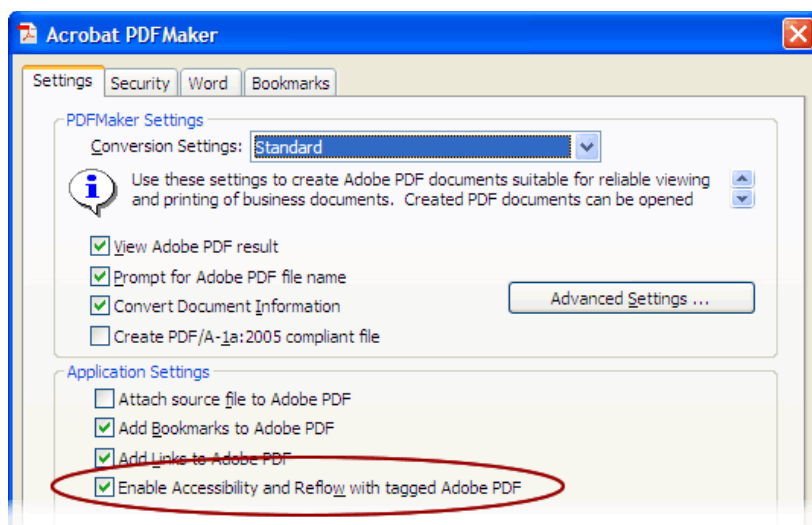 Acrobat PDFMaker
Settings Security Word Bookmarks
PDFMaker Settings
Conversion Settings: Standard
Use these settings to create Adobe PDF documents suitable for reliable viewing
and printing of business documents. Created PDF documents can be opened
View Adobe PDF result
Prompt for Adobe PDF file name
Convert Document Information
Advanced Settings ...
Create PDF/A-1a:2005 compliant file
Application Settings
Attach source file to Adobe PDF
Add Bookmarks to Adobe PDF
Add Links to Adobe PDF
Enable Accessibility and Reflow with tagged Adobe PDF